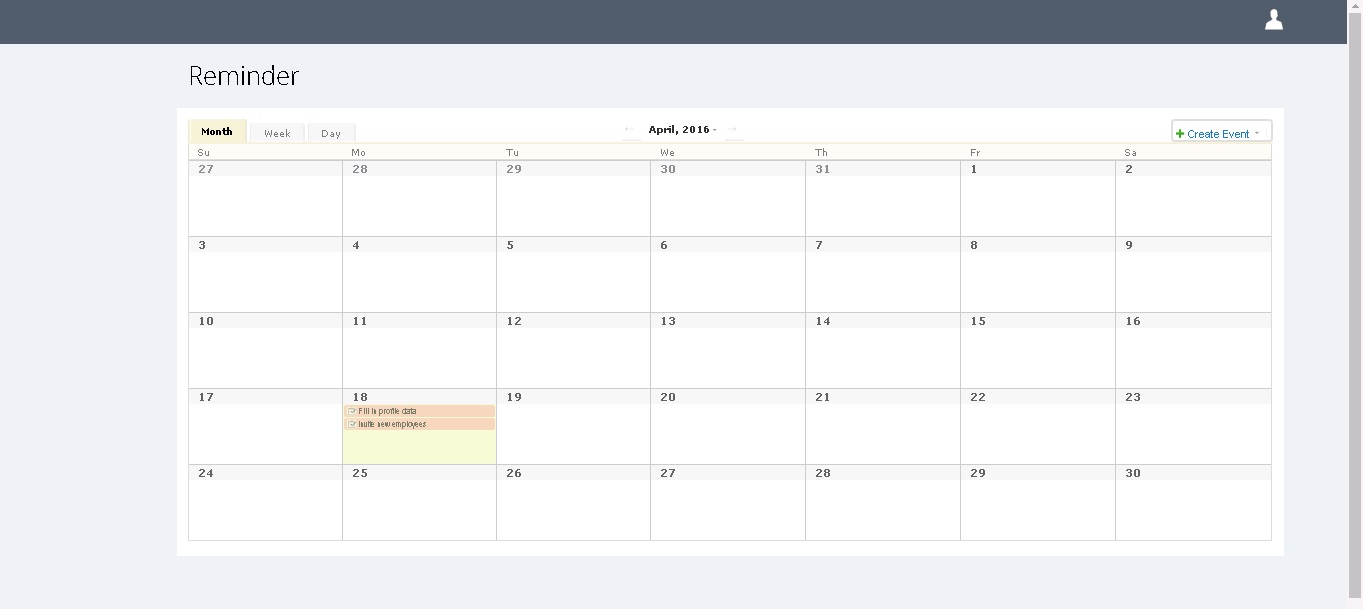 Reminder
Month Week Day ← April, 2016 → Create Event
Su Mo Tu We Th Fr Sa
27 28 29 30 31 1 2
3 4 5 6 7 8 9
10 11 12 13 14 15 16
17 18 19 20 21 22 23
Fill in profile data
Invite new employees
24 25 26 27 28 29 30